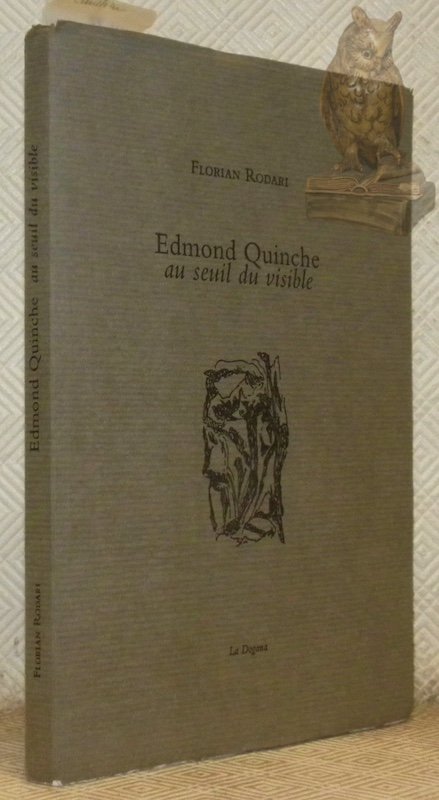 Florian Rodari
Edmond Quinche
au seuil du visible
La Dogana
Florian Rodari Edmond Quinche au seuil du visible